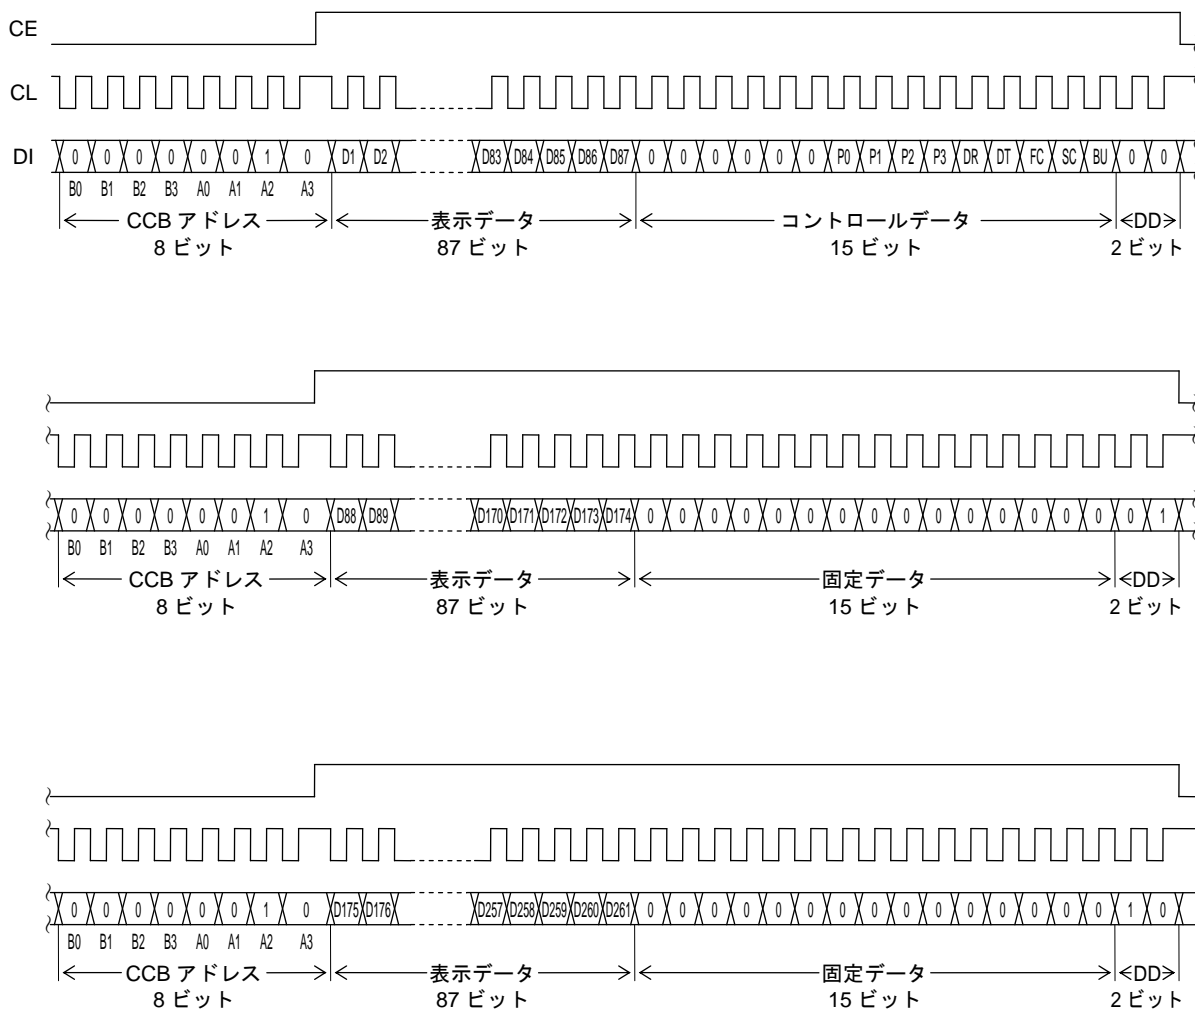 CE
CL
DI 0 0 0 0 0 0 1 0 D1 D2 D83 D84 D85 D86 D87 0 0 0 0 0 0 P0 P1 P2 P3 DR DT FC SC BU 0 0
B0 B1 B2 B3 A0 A1 A2 A3
CCB アドレス 表示データ コントロールデータ DD
8 ビット 87 ビット 15 ビット 2 ビット
0 0 0 0 0 0 1 0 D88 D89 D170 D171 D172 D173 D174 0 0 0 0 0 0 0 0 0 0 0 0 0 0 0 0 1
B0 B1 B2 B3 A0 A1 A2 A3
CCB アドレス 表示データ 固定データ DD
8 ビット 87 ビット 15 ビット 2 ビット
0 0 0 0 0 0 1 0 D175 D176 D257 D258 D259 D260 D261 0 0 0 0 0 0 0 0 0 0 0 0 0 0 0 1 0
B0 B1 B2 B3 A0 A1 A2 A3
CCB アドレス 表示データ 固定データ DD
8 ビット 87 ビット 15 ビット 2 ビット